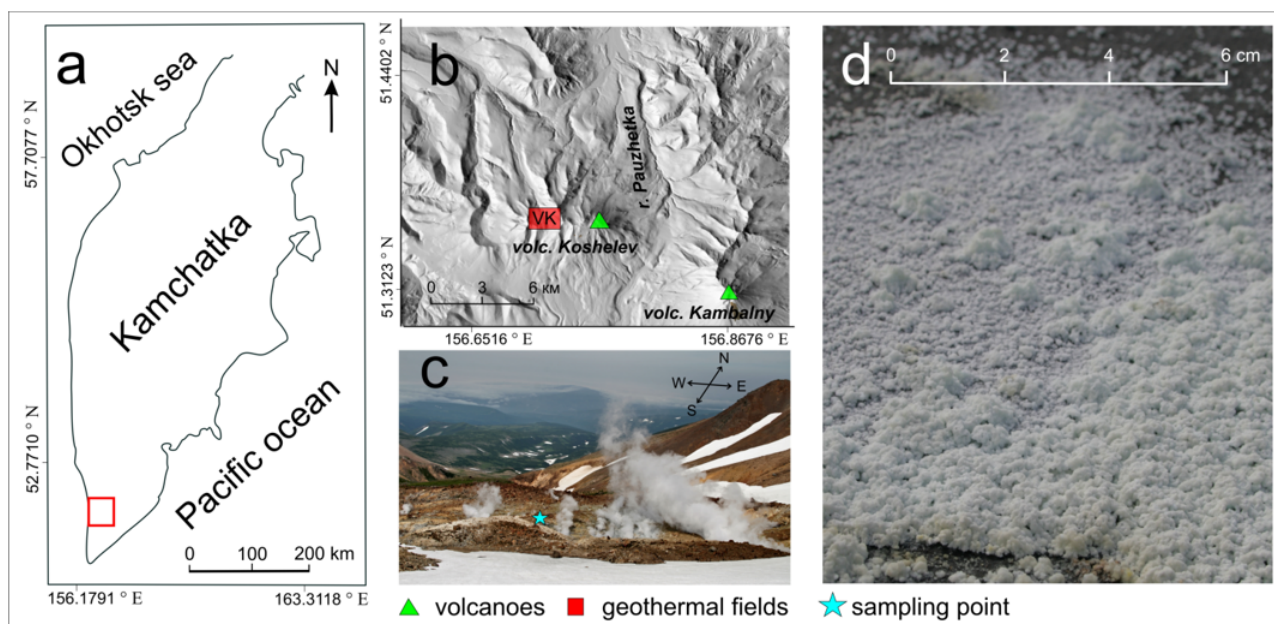 a
N
Okhotsk sea
57.7077 ° N
Kamchatka
52.7710 ° N
Pacific ocean
0 100 200 km
156.1791 ° E
163.3118 ° E
b
51.4402 ° N
r. Pauzhetka
VK
volc. Koshelev
51.3123 ° N
0 3 6 км
volc. Kambalny
156.6516 ° E
156.8676 ° E
c
N
W E
S
d
0 2 4 6 cm
volcanoes
geothermal fields
sampling point